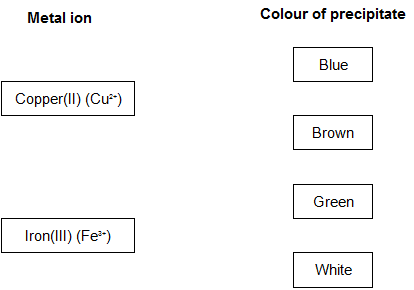 Metal ion
Colour of precipitate
Blue
Copper(II) (Cu²⁺)
Brown
Green
Iron(III) (Fe³⁺)
White